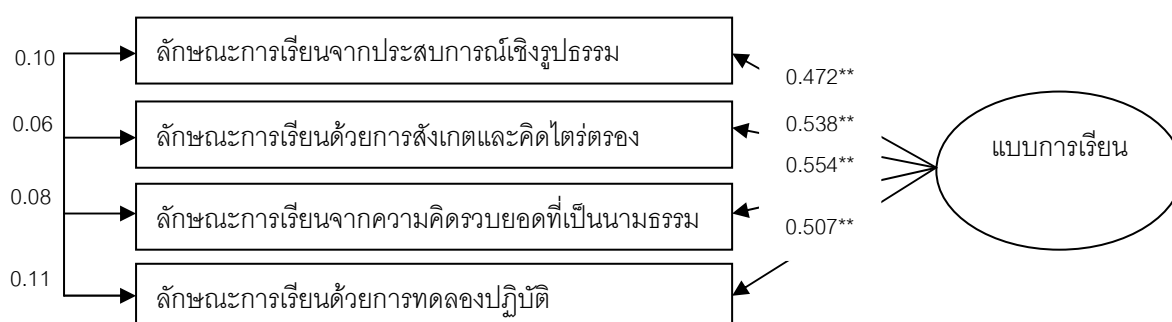 0.10
ลักษณะการเรียนจากประสบการณ์เชิงรูปธรรม
0.472**
0.06
ลักษณะการเรียนด้วยการสังเกตและคิดไตร่ตรอง
0.538**
แบบการเรียน
0.554**
0.08
ลักษณะการเรียนจากความคิดรวบยอดที่เป็นนามธรรม
0.507**
0.11
ลักษณะการเรียนด้วยการทดลองปฏิบัติ